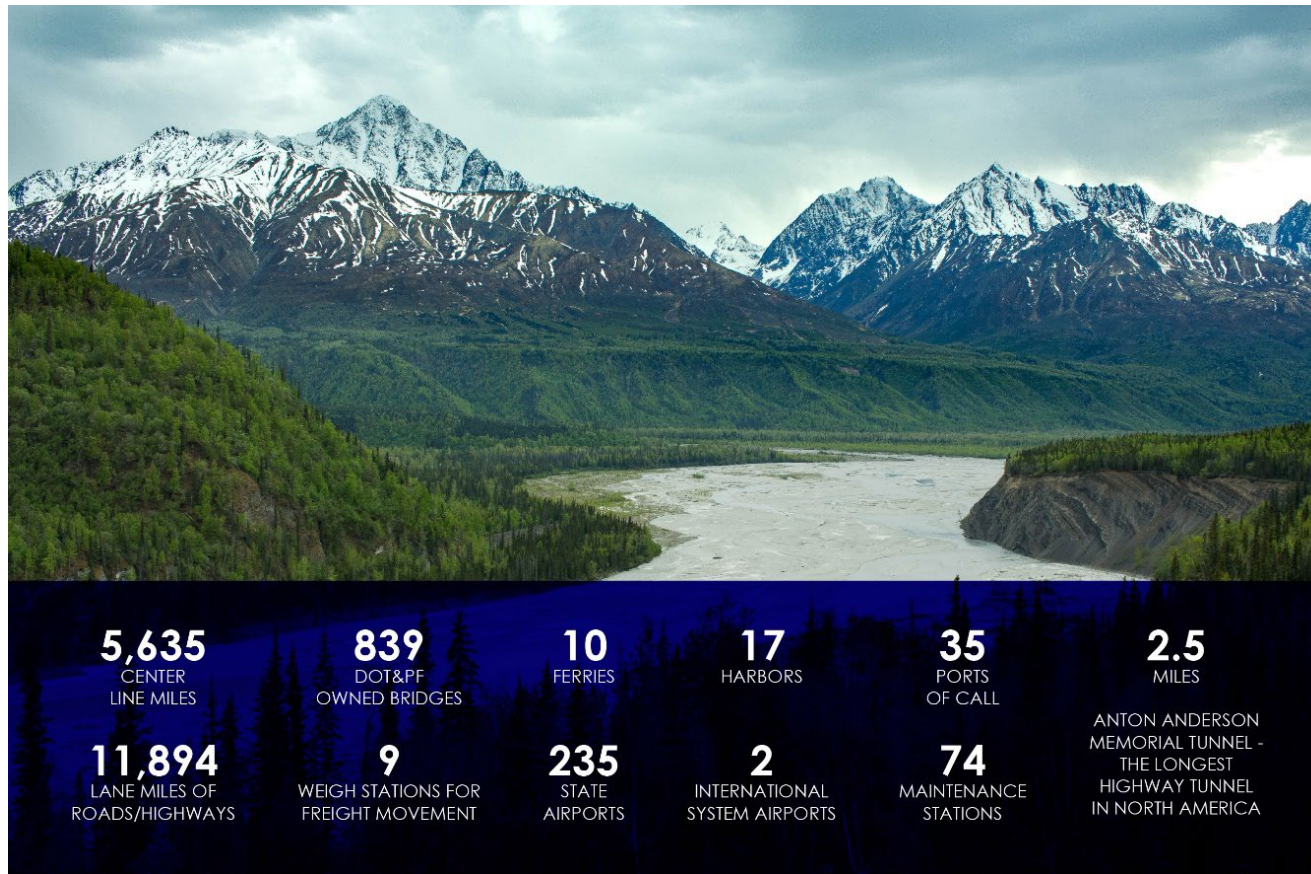 5,635
CENTER
LINE MILES
839
DOT&PF
OWNED BRIDGES
10
FERRIES
17
HARBORS
35
PORTS
OF CALL
2.5
MILES
ANTON ANDERSON
MEMORIAL TUNNEL -
THE LONGEST
HIGHWAY TUNNEL
IN NORTH AMERICA
11,894
LANE MILES OF
ROADS/HIGHWAYS
9
WEIGH STATIONS FOR
FREIGHT MOVEMENT
235
STATE
AIRPORTS
2
INTERNATIONAL
SYSTEM AIRPORTS
74
MAINTENANCE
STATIONS